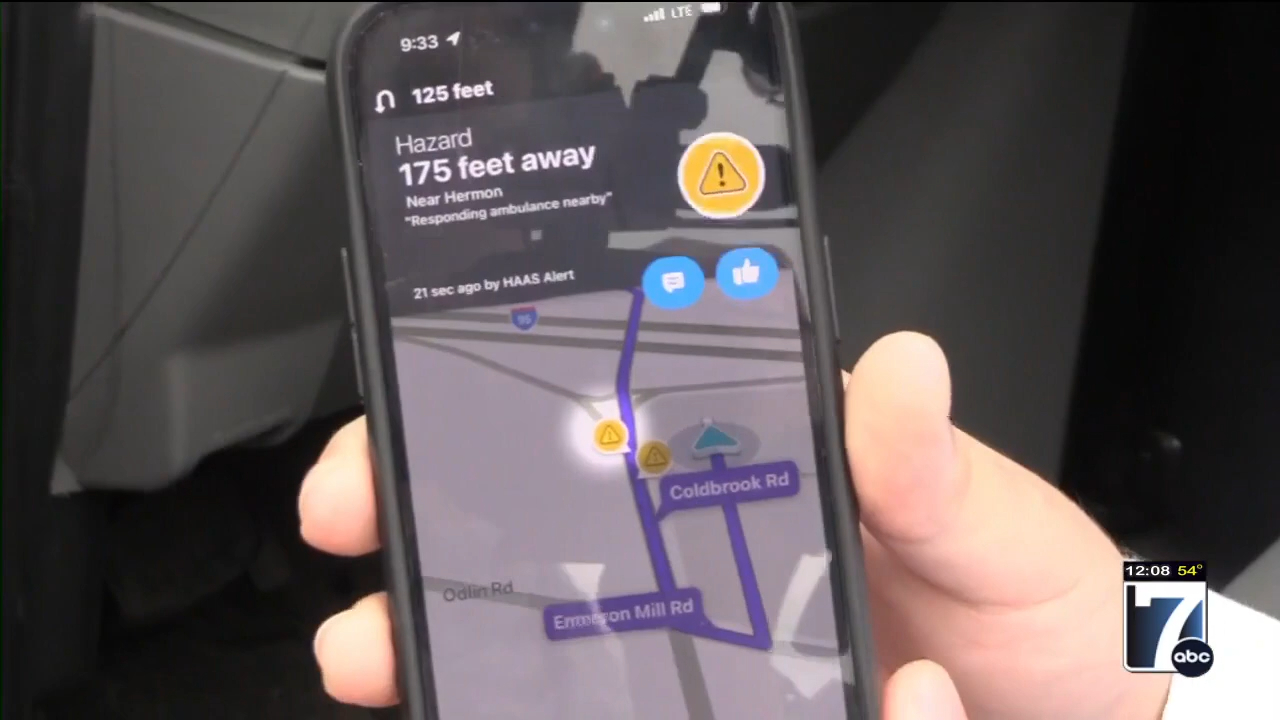 LTE
9:33
125 feet
Hazard
175 feet away
Near Hermon
"Responding ambulance nearby"
21 sec ago by HAAS Alert
95
Coldbrook Rd
Odlin Rd
Emerson Mill Rd
12:08 54°
7
abc